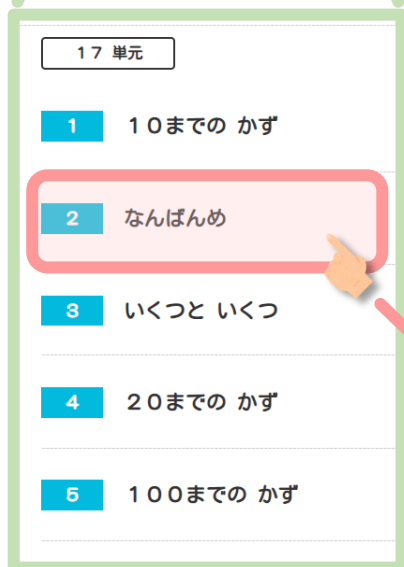 １７ 単元
1 １０までの かず
2 なんばんめ
3 いくつと いくつ
4 ２０までの かず
5 １００までの かず